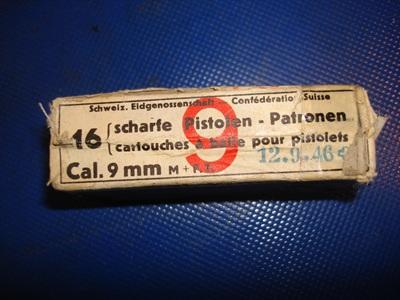 Schweiz. Eidgenossenschaft — Confédération Suisse
16 { scharfe Pistolen - Patronen
cartouches à balle pour pistolets
9
12.9.46
Cal. 9 mm M + F.T.